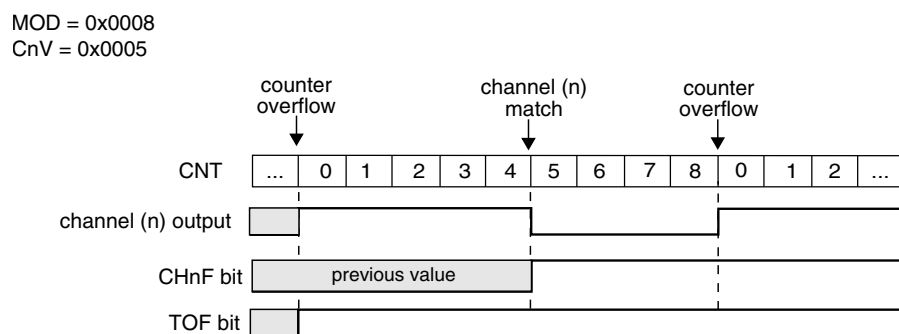 MOD = 0x0008
CnV = 0x0005
counter
overflow
channel (n)
match
counter
overflow
CNT ... 0 1 2 3 4 5 6 7 8 0 1 2 ...
channel (n) output
CHnF bit previous value
TOF bit